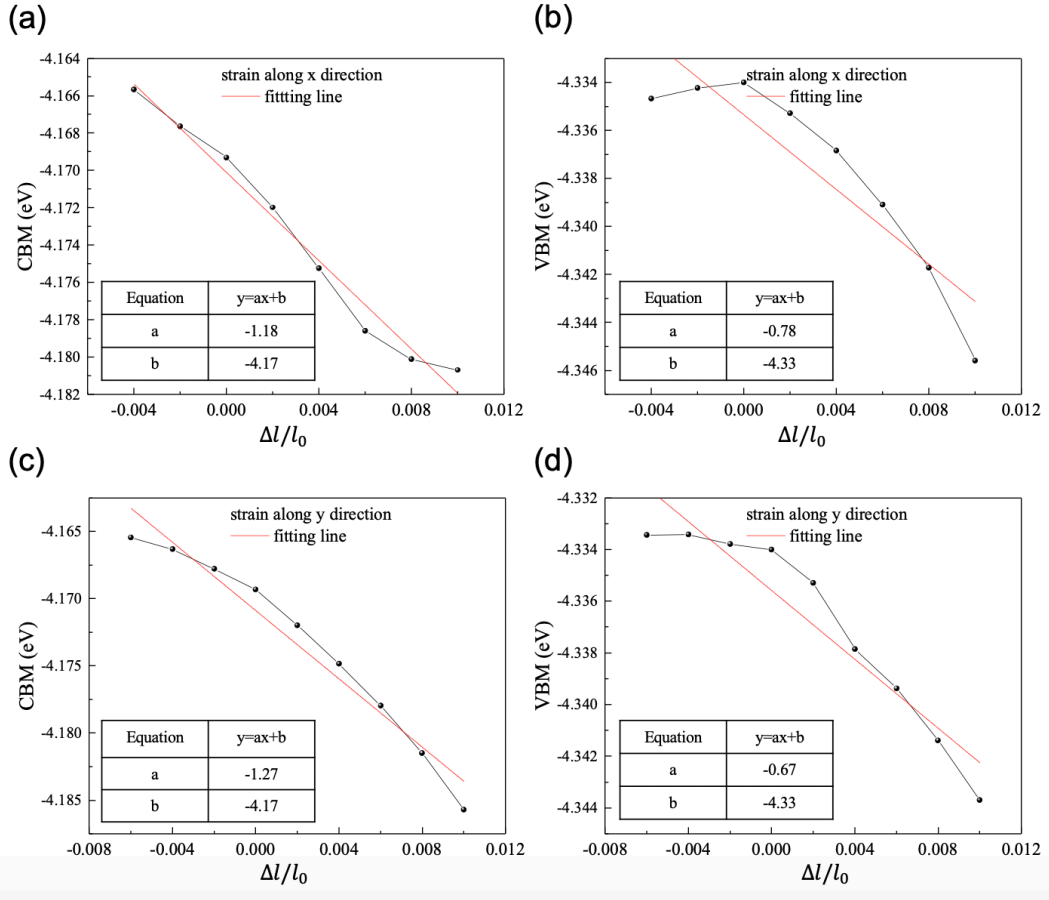 (a)
-4.164
-4.166
-4.168
-4.170
-4.172
-4.174
-4.176
-4.178
-4.180
-4.182
CBM (eV)
strain along x direction
fittting line
Equation y=ax+b
a -1.18
b -4.17
-0.004 0.000 0.004 0.008 0.012
Δl/l0
(b)
-4.334
-4.336
-4.338
-4.340
-4.342
-4.344
-4.346
VBM (eV)
strain along x direction
fitting line
Equation y=ax+b
a -0.78
b -4.33
-0.004 0.000 0.004 0.008 0.012
Δl/l0
(c)
-4.165
-4.170
-4.175
-4.180
-4.185
CBM (eV)
strain along y direction
fitting line
Equation y=ax+b
a -1.27
b -4.17
-0.008 -0.004 0.000 0.004 0.008 0.012
Δl/l0
(d)
-4.332
-4.334
-4.336
-4.338
-4.340
-4.342
-4.344
VBM (eV)
strain along y direction
fitting line
Equation y=ax+b
a -0.67
b -4.33
-0.008 -0.004 0.000 0.004 0.008 0.012
Δl/l0